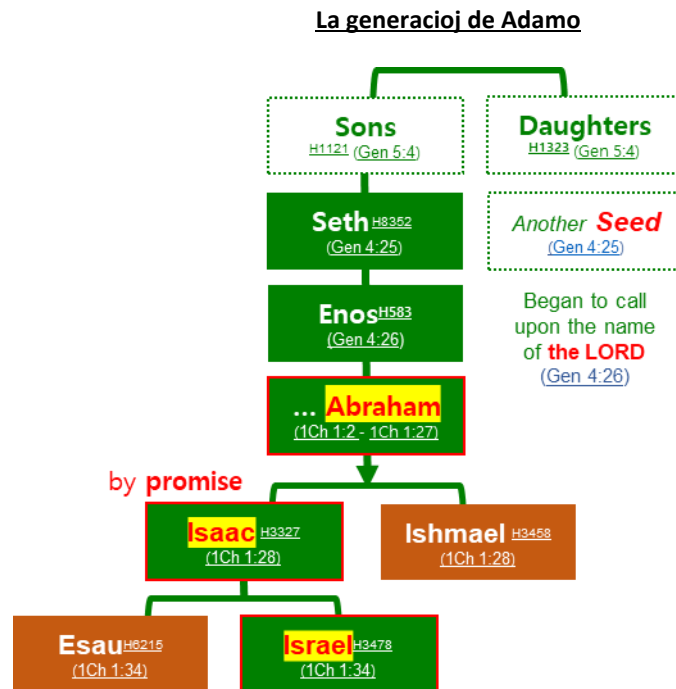 La generacioj de Adamo
Sons
H1121 (Gen 5:4)
Daughters
H1323 (Gen 5:4)
Seth H8352
(Gen 4:25)
Another Seed
(Gen 4:25)
Enos H583
(Gen 4:26)
Began to call
upon the name
of the LORD
(Gen 4:26)
... Abraham
(1Ch 1:2 - 1Ch 1:27)
by promise
Isaac H3327
(1Ch 1:28)
Ishmael H3458
(1Ch 1:28)
Esau H6215
(1Ch 1:34)
Israel H3478
(1Ch 1:34)